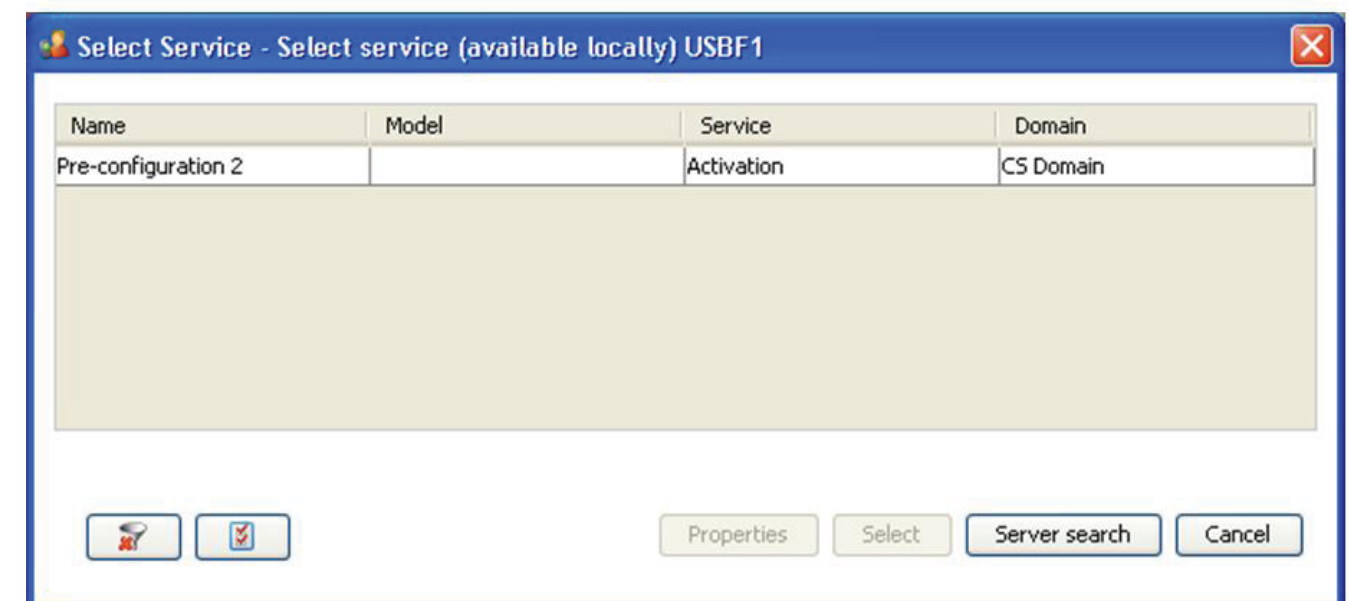 Select Service - Select service (available locally) USBF1
Name Model Service Domain
Pre-configuration 2 Activation CS Domain
Properties Select Server search Cancel